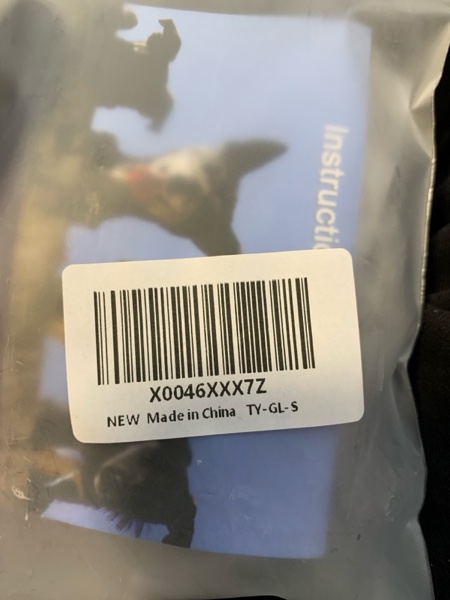 Instructi
X0046XXX7Z
NEW Made in China TY-GL-S